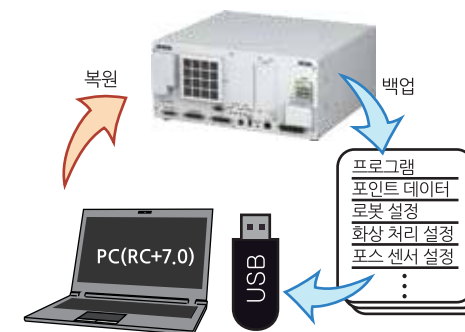 복원
백업
프로그램
포인트 데이터
로봇 설정
화상 처리 설정
포스 센서 설정
PC(RC+7.0)
USB